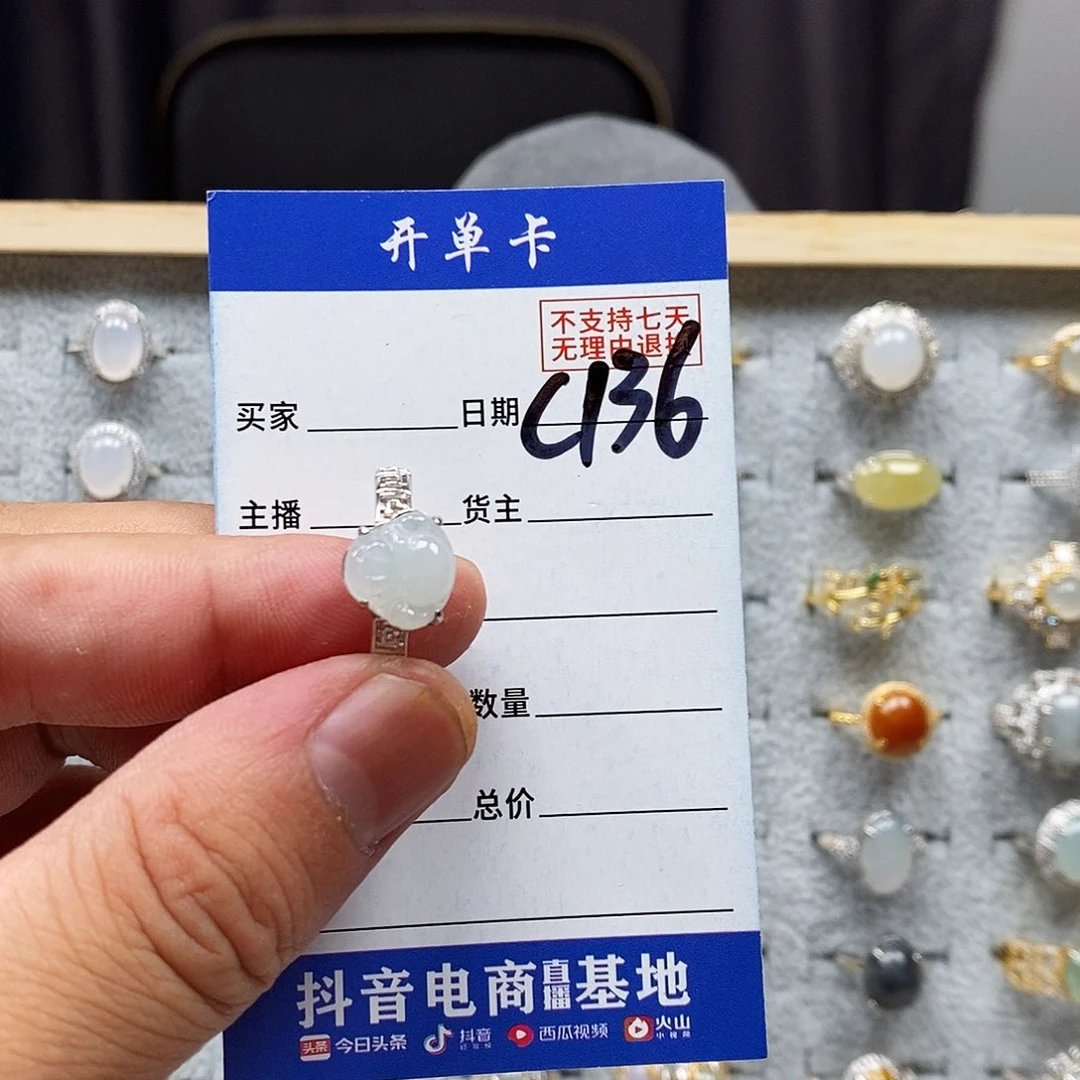 开单卡
不支持七天
无理由退换
买家
日期 C136
主播
货主
数量
总价
抖音电商直播基地
头条 今日头条 抖音 西瓜视频 火山